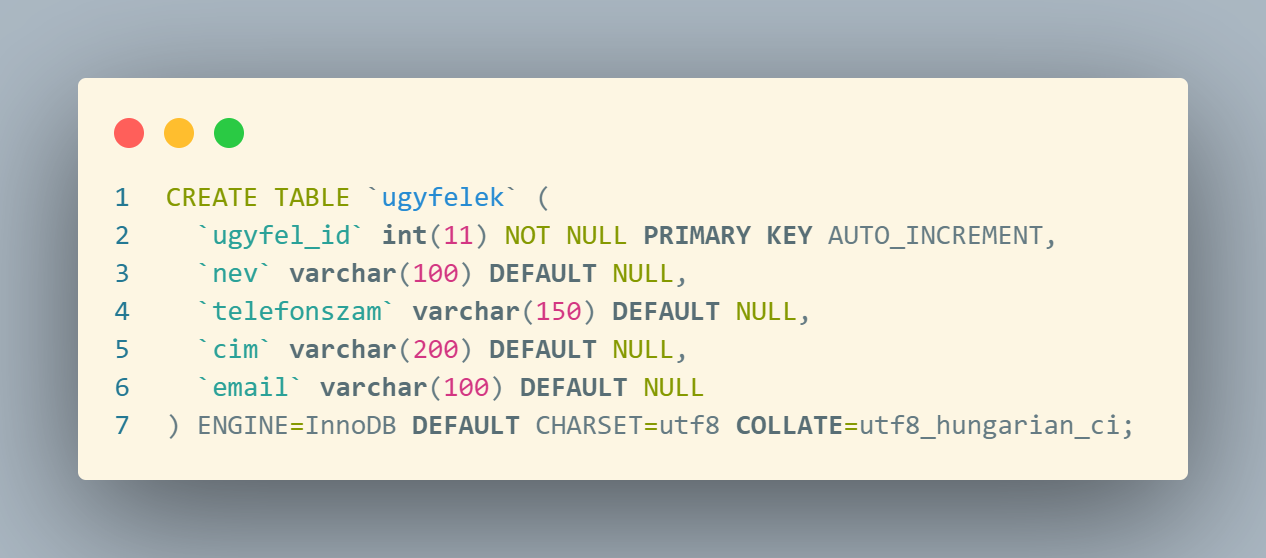 1 CREATE TABLE `ugyfelek` (
2   `ugyfel_id` int(11) NOT NULL PRIMARY KEY AUTO_INCREMENT,
3   `nev` varchar(100) DEFAULT NULL,
4   `telefonszam` varchar(150) DEFAULT NULL,
5   `cim` varchar(200) DEFAULT NULL,
6   `email` varchar(100) DEFAULT NULL
7 ) ENGINE=InnoDB DEFAULT CHARSET=utf8 COLLATE=utf8_hungarian_ci;